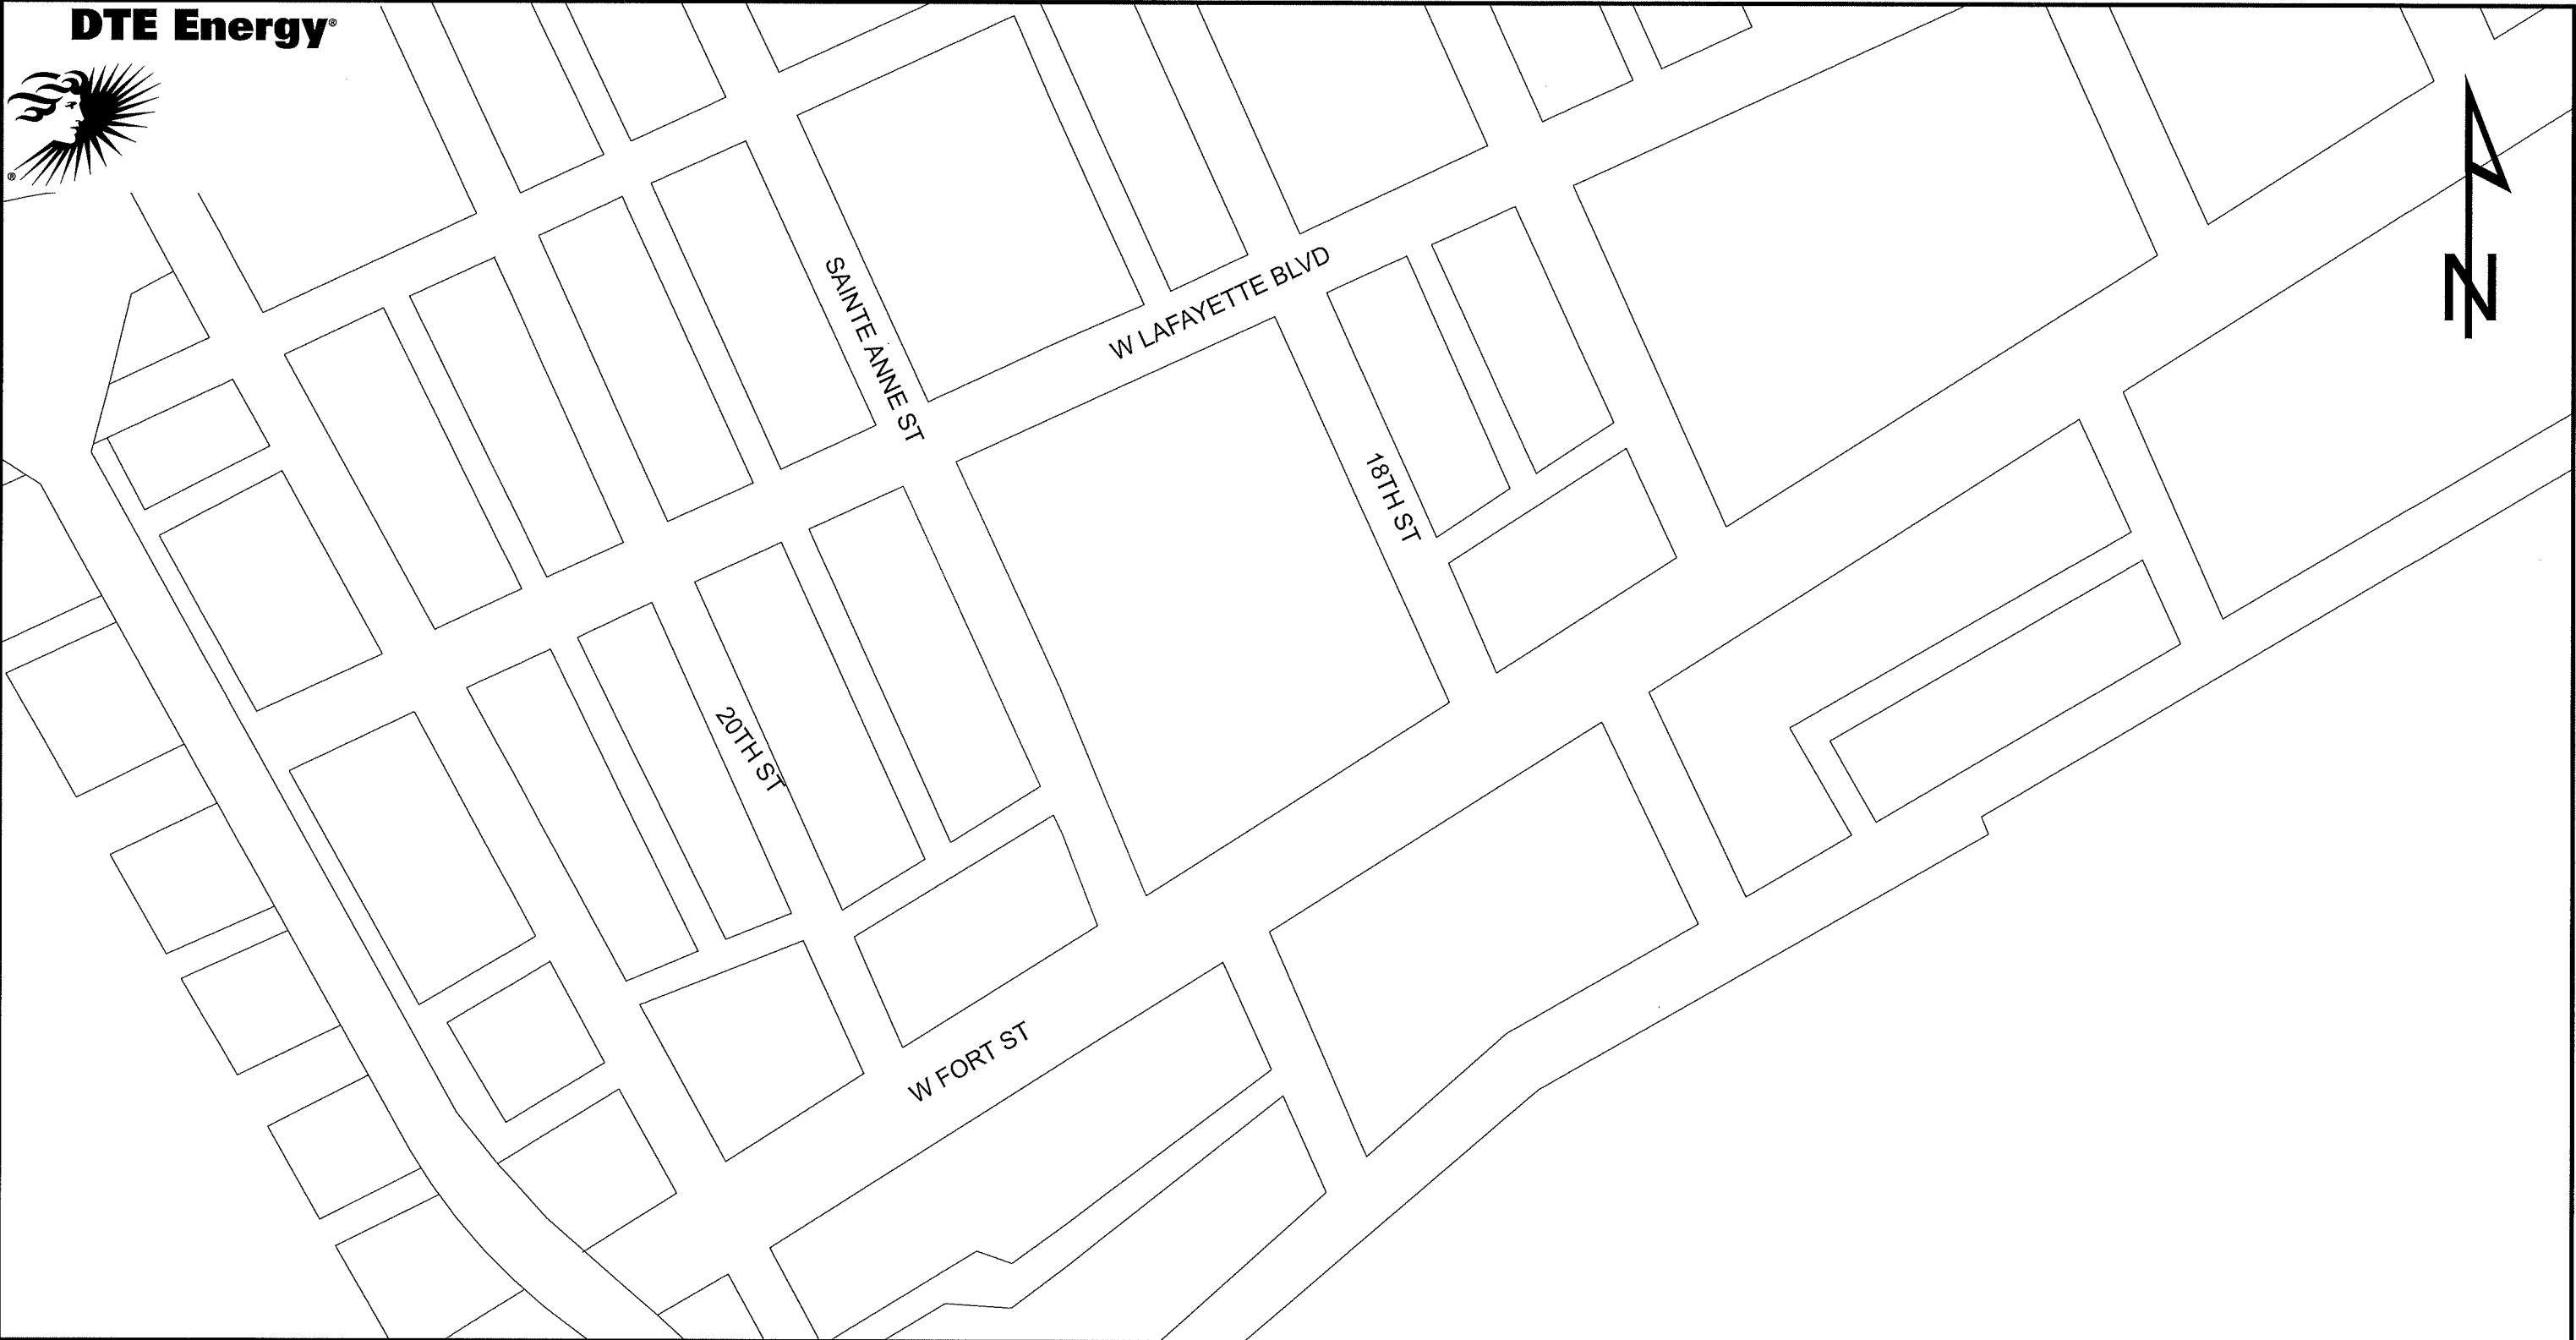 DTE Energy®
®
N
SAINTE ANNE ST
W LAFAYETTE BLVD
18TH ST
20TH ST
W FORT ST